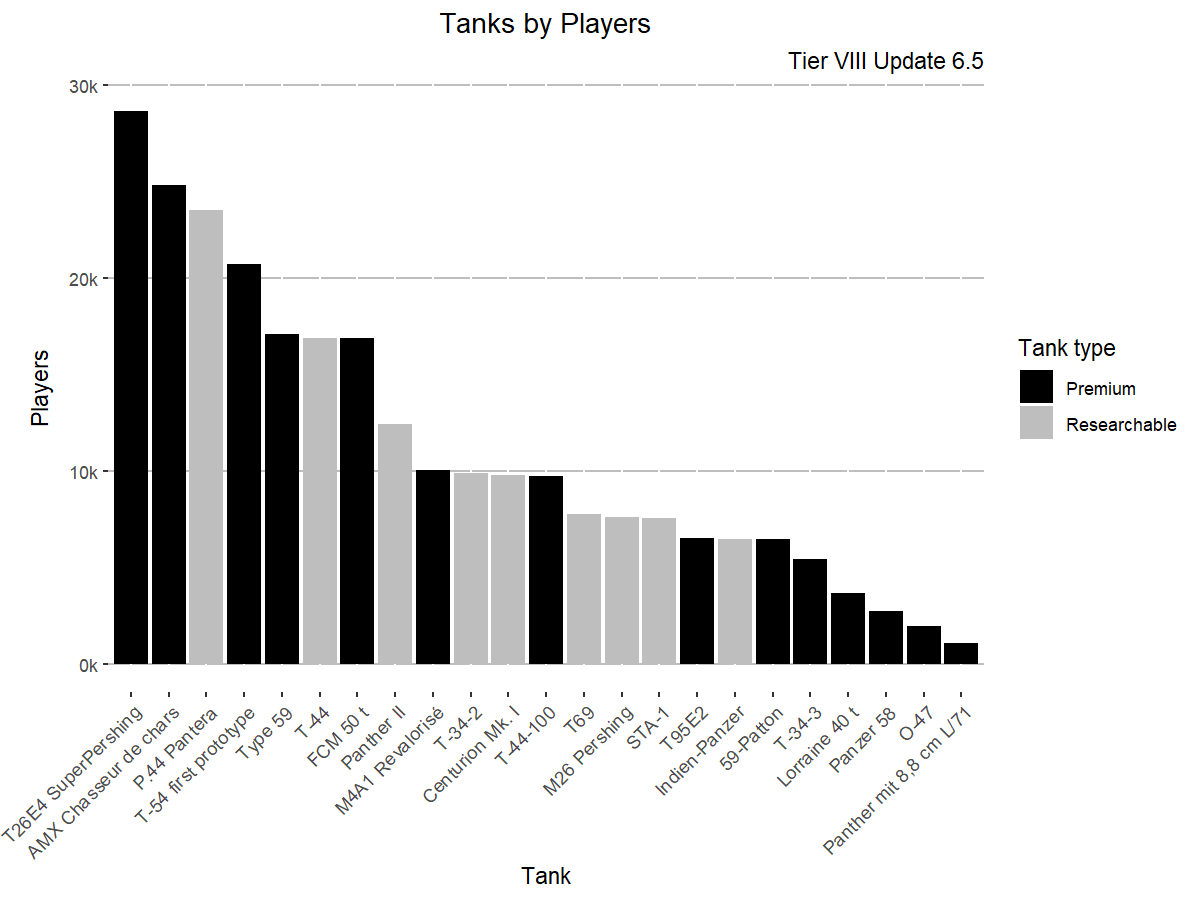 Tanks by Players
Tier VIII Update 6.5
30k
20k
10k
0k
Players
T26E4 SuperPershing
AMX Chasseur de chars
P.44 Pantera
T-54 first prototype
Type 59
T-44
FCM 50 t
Panther II
M4A1 Revalorisé
T-34-2
Centurion Mk. I
T-44-100
T69
M26 Pershing
STA-1
T95E2
Indien-Panzer
59-Patton
T-34-3
Lorraine 40 t
Panzer 58
O-47
Panther mit 8,8 cm L/71
Tank
Tank type
Premium
Researchable